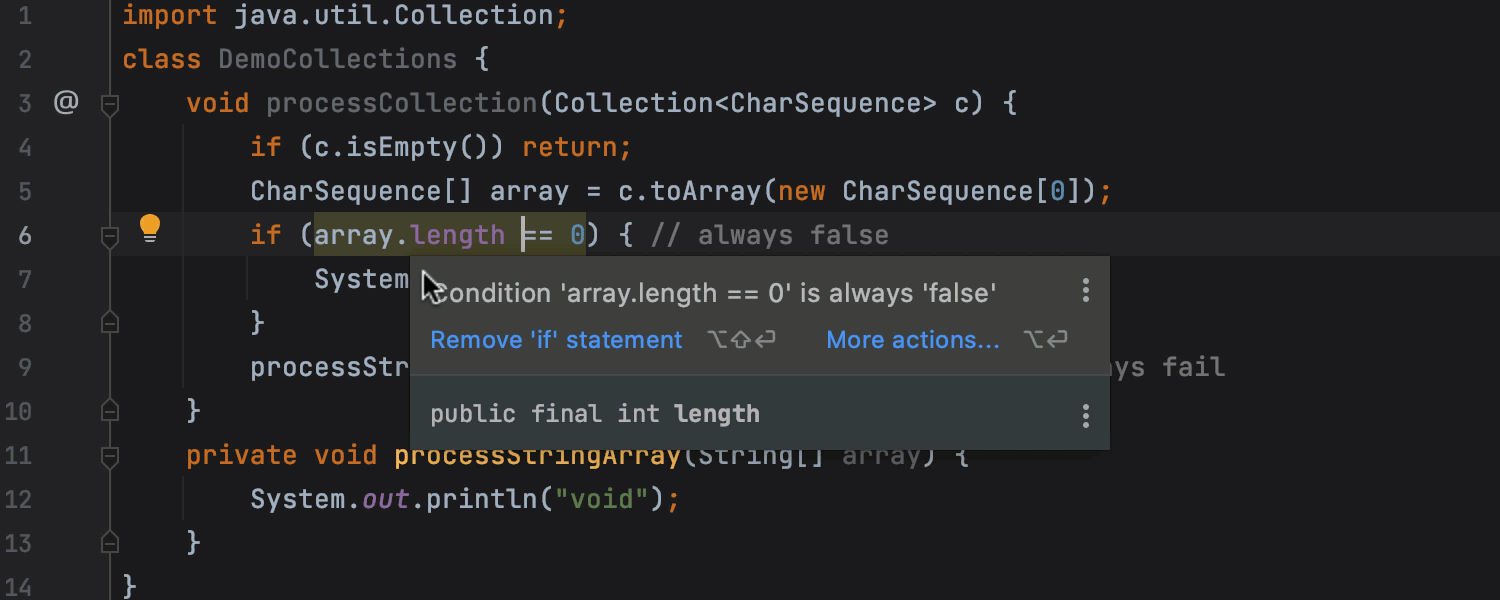 1 import java.util.Collection;
2 class DemoCollections {
3 @ void processCollection(Collection<CharSequence> c) {
4 if (c.isEmpty()) return;
5 CharSequence[] array = c.toArray(new CharSequence[0]);
6 if (array.length == 0) { // always false
7 System
Condition 'array.length == 0' is always 'false'
8 }
Remove 'if' statement ⌥⇧⏎ More actions... ⌥⏎
9 processStr ys fail
public final int length
10 }
11 private void processStringArray(String[] array) {
12 System.out.println("void");
13 }
14 }